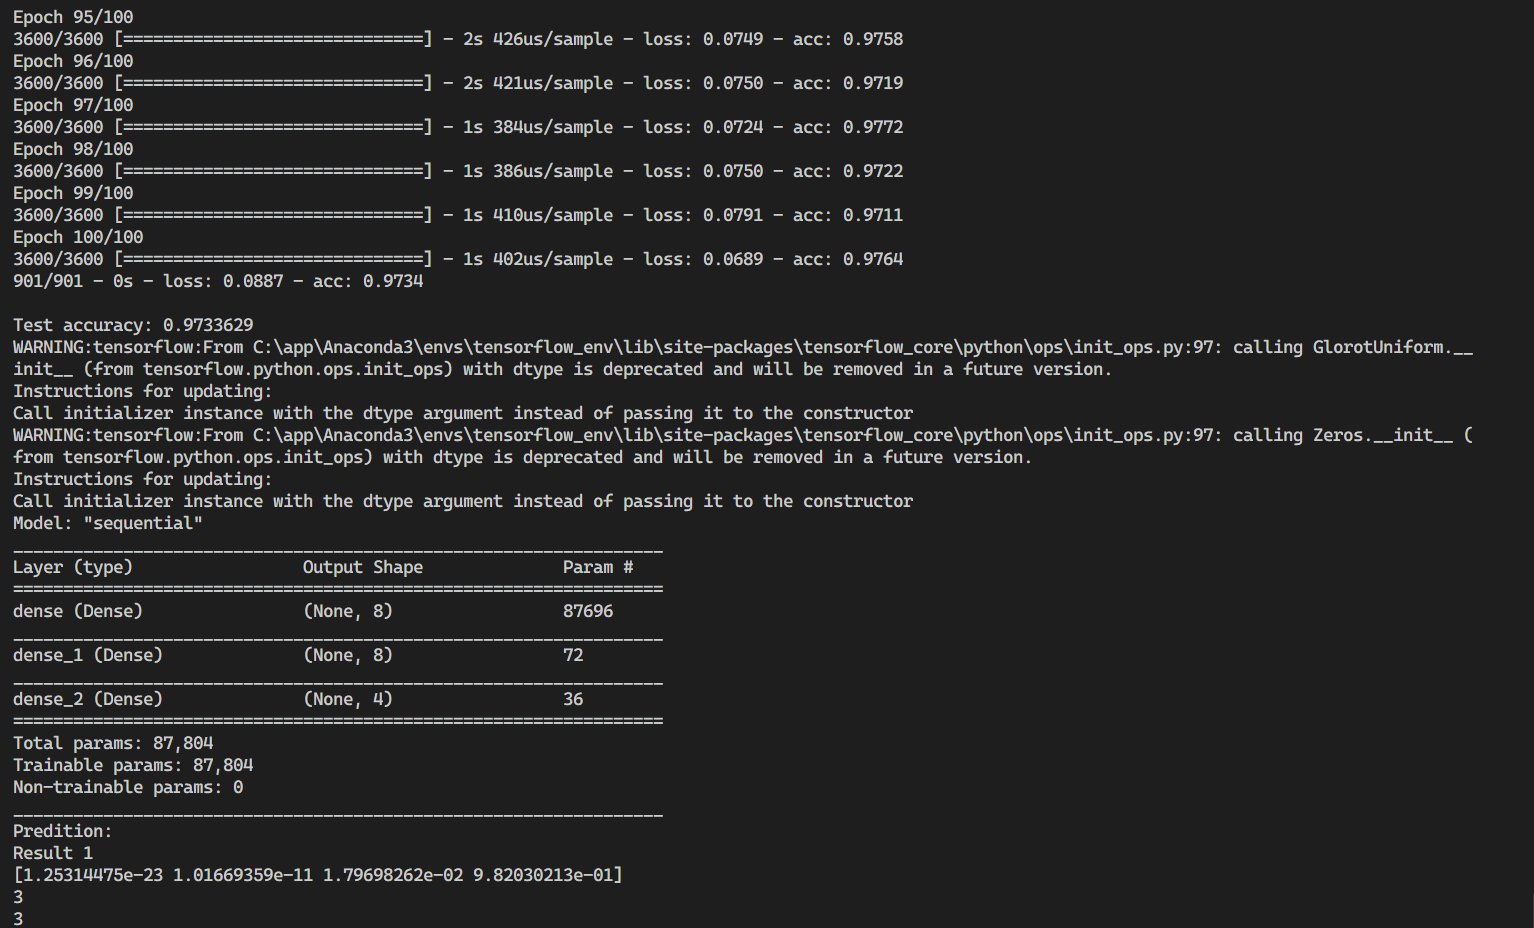 Epoch 95/100
3600/3600 [==============================] - 2s 426us/sample - loss: 0.0749 - acc: 0.9758
Epoch 96/100
3600/3600 [==============================] - 2s 421us/sample - loss: 0.0750 - acc: 0.9719
Epoch 97/100
3600/3600 [==============================] - 1s 384us/sample - loss: 0.0724 - acc: 0.9772
Epoch 98/100
3600/3600 [==============================] - 1s 386us/sample - loss: 0.0750 - acc: 0.9722
Epoch 99/100
3600/3600 [==============================] - 1s 410us/sample - loss: 0.0791 - acc: 0.9711
Epoch 100/100
3600/3600 [==============================] - 1s 402us/sample - loss: 0.0689 - acc: 0.9764
901/901 - 0s - loss: 0.0887 - acc: 0.9734
Test accuracy: 0.9733629
WARNING:tensorflow:From C:\app\Anaconda3\envs\tensorflow_env\lib\site-packages\tensorflow_core\python\ops\init_ops.py:97: calling GlorotUniform.__
init__ (from tensorflow.python.ops.init_ops) with dtype is deprecated and will be removed in a future version.
Instructions for updating:
Call initializer instance with the dtype argument instead of passing it to the constructor
WARNING:tensorflow:From C:\app\Anaconda3\envs\tensorflow_env\lib\site-packages\tensorflow_core\python\ops\init_ops.py:97: calling Zeros.__init__ (
from tensorflow.python.ops.init_ops) with dtype is deprecated and will be removed in a future version.
Instructions for updating:
Call initializer instance with the dtype argument instead of passing it to the constructor
Model: "sequential"
_________________________________________________________________
Layer (type)                 Output Shape              Param #
=================================================================
dense (Dense)                (None, 8)                 87696
_________________________________________________________________
dense_1 (Dense)              (None, 8)                 72
_________________________________________________________________
dense_2 (Dense)              (None, 4)                 36
=================================================================
Total params: 87,804
Trainable params: 87,804
Non-trainable params: 0
_________________________________________________________________
Predition:
Result 1
[1.25314475e-23 1.01669359e-11 1.79698262e-02 9.82030213e-01]
3
3